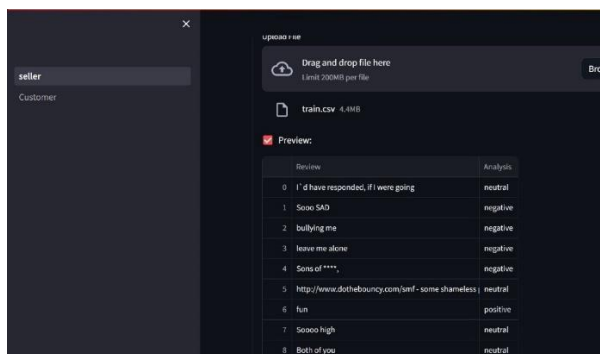 ×
seller
Customer
Upload File
Drag and drop file here
Limit 200MB per file
Bro
train.csv 4.4MB
Preview:
Review Analysis
0 I`d have responded, if I were going neutral
1 Sooo SAD negative
2 bullying me negative
3 leave me alone negative
4 Sons of ****, negative
5 http://www.dothebouncy.com/smf - some shameless neutral
6 fun positive
7 Soooo high neutral
8 Both of you neutral